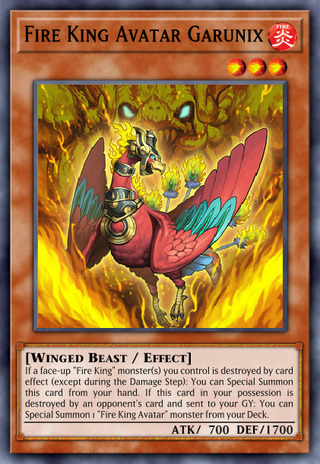 Fire King Avatar Garunix
FIRE
炎
[Winged Beast / Effect]
If a face-up "Fire King" monster(s) you control is destroyed by card
effect (except during the Damage Step): You can Special Summon
this card from your hand. If this card in your possession is
destroyed by an opponent's card and sent to your GY: You can
Special Summon 1 "Fire King Avatar" monster from your Deck.
ATK/ 700 DEF/1700